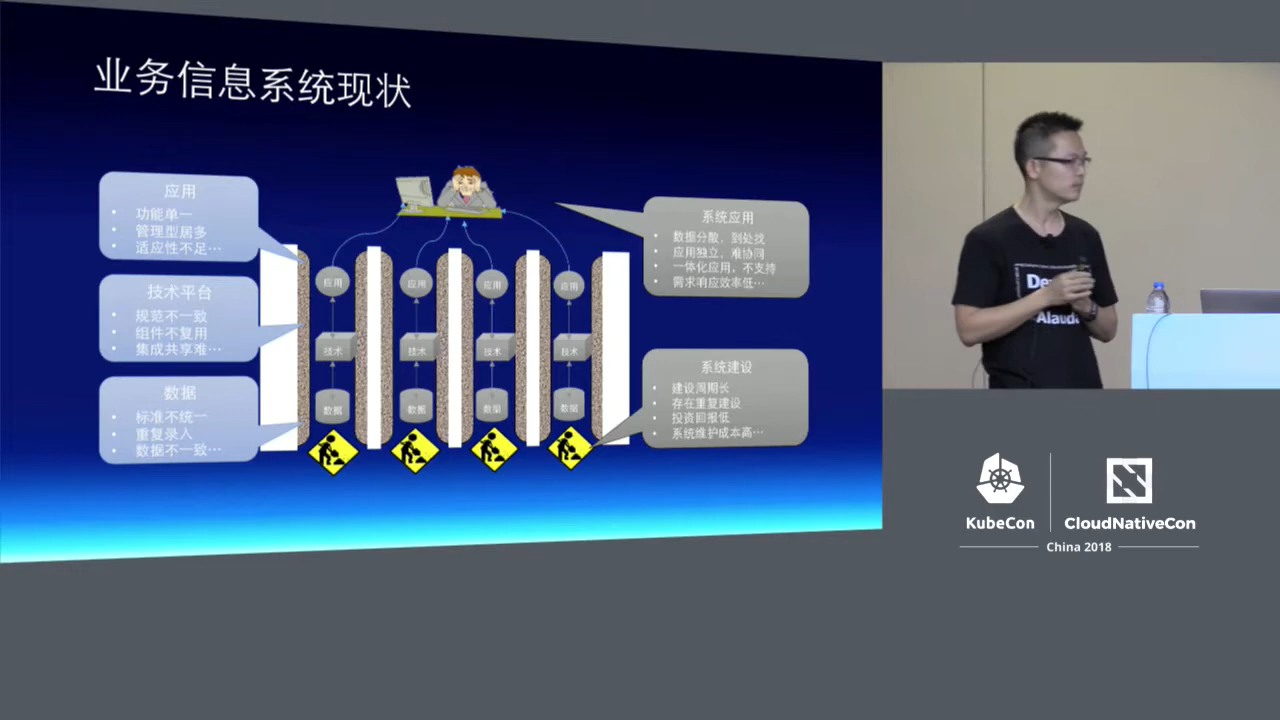 业务信息系统现状
应用
• 功能单一
• 管理型居多
• 适应性不足…
技术平台
• 规范不一致
• 组件不复用
• 集成共享难…
数据
• 标准不统一
• 重复录入
• 数据不一致…
应用 应用 应用 应用
技术 技术 技术 技术
数据 数据 数据 数据
系统应用
• 数据分散，到处找
• 应用独立，难协同
• 一体化应用，不支持
• 需求响应效率低…
系统建设
• 建设周期长
• 存在重复建设
• 投资回报低
• 系统维护成本高…
Alauda
KubeCon
CloudNativeCon
China 2018